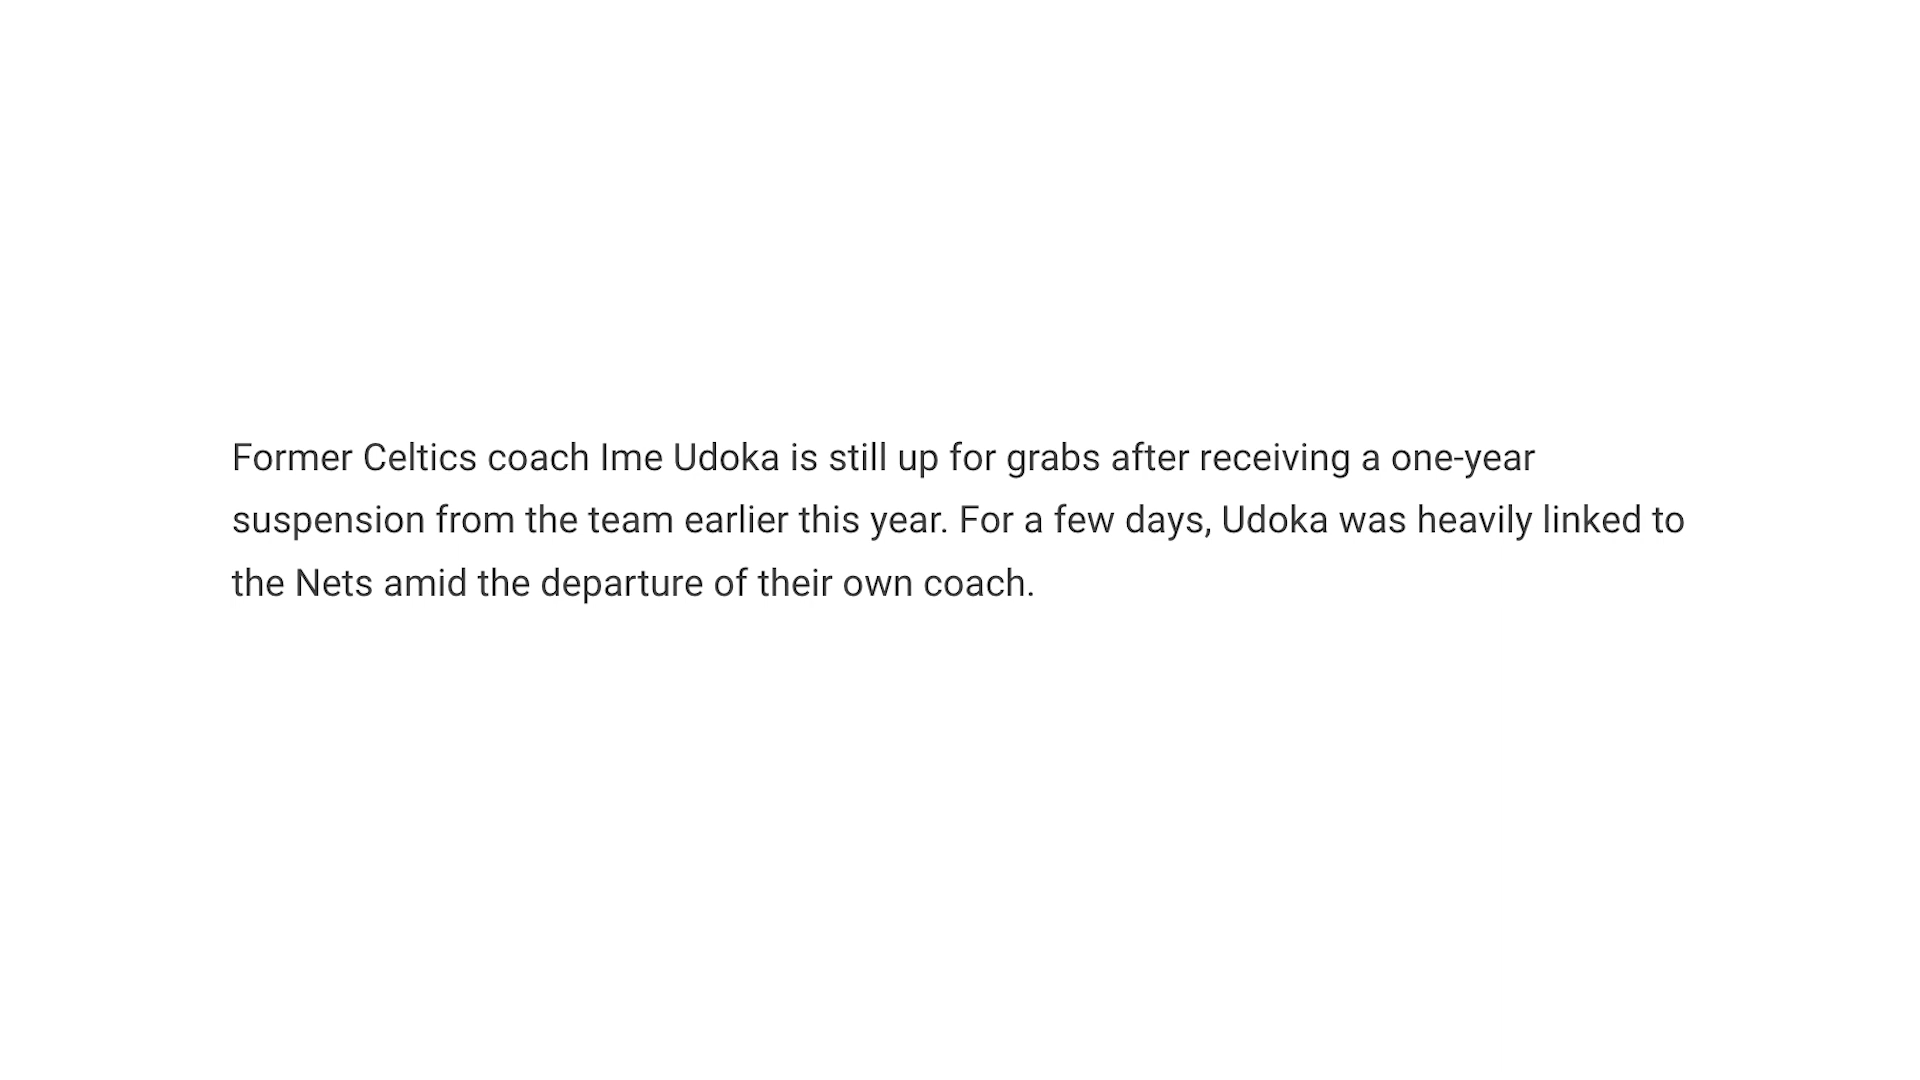 Former Celtics coach Ime Udoka is still up for grabs after receiving a one-year
suspension from the team earlier this year. For a few days, Udoka was heavily linked to
the Nets amid the departure of their own coach.